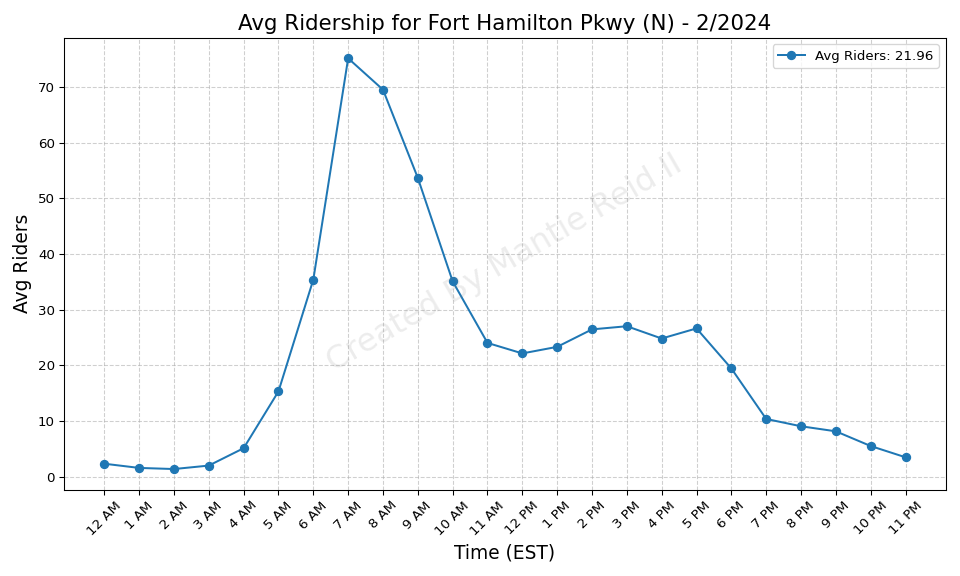 Avg Ridership for Fort Hamilton Pkwy (N) - 2/2024
Avg Riders: 21.96
Avg Riders
70
60
50
40
30
20
10
0
Created By Mantle Reid II
12 AM
1 AM
2 AM
3 AM
4 AM
5 AM
6 AM
7 AM
8 AM
9 AM
10 AM
11 AM
12 PM
1 PM
2 PM
3 PM
4 PM
5 PM
6 PM
7 PM
8 PM
9 PM
10 PM
11 PM
Time (EST)